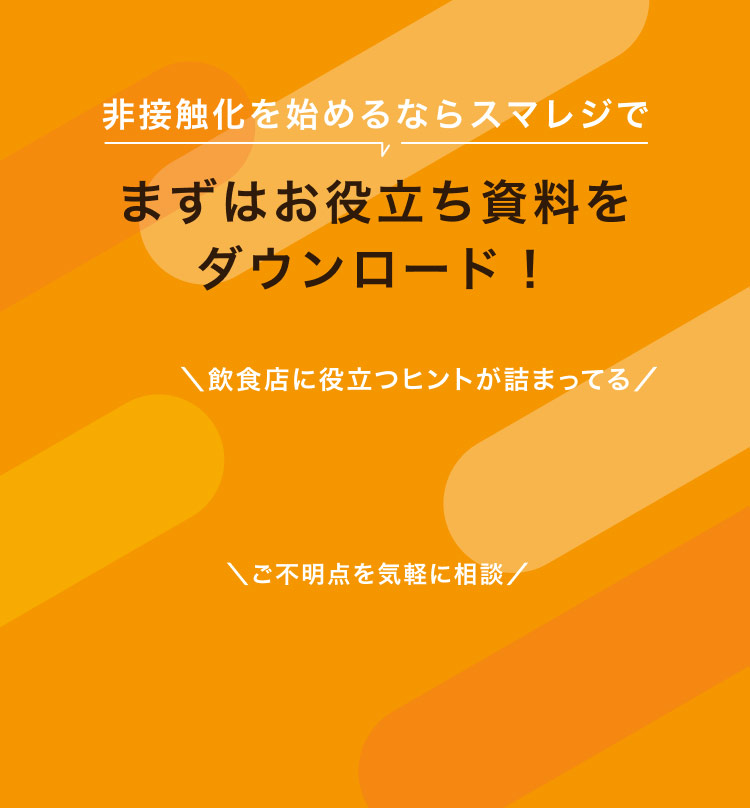 非接触化を始めるならスマレジで
まずはお役立ち資料を
ダウンロード！
＼飲食店に役立つヒントが詰まってる／
＼ご不明点を気軽に相談／